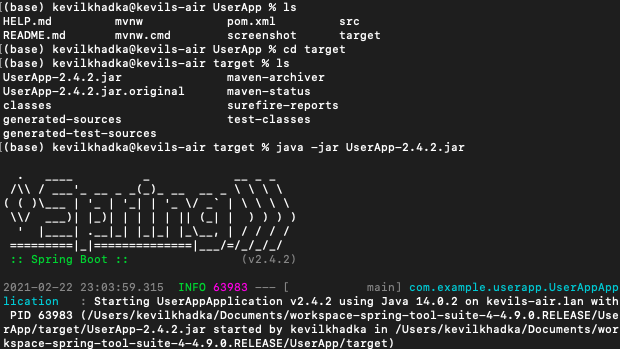 [(base) kevilkhadka@kevils-air UserApp % ls
HELP.md         mvnw            pom.xml         src
README.md       mvnw.cmd        screenshot      target
[(base) kevilkhadka@kevils-air UserApp % cd target
[(base) kevilkhadka@kevils-air target % ls
UserApp-2.4.2.jar               maven-archiver
UserApp-2.4.2.jar.original      maven-status
classes                         surefire-reports
generated-sources               test-classes
generated-test-sources
[(base) kevilkhadka@kevils-air target % java -jar UserApp-2.4.2.jar
  .   ____          _            __ _ _
 /\\ / ___'_ __ _ _(_)_ __  __ _ \ \ \ \
( ( )\___ | '_ | '_| | '_ \/ _` | \ \ \ \
 \\/  ___)| |_)| | | | | || (_| |  ) ) ) )
  '  |____| .__|_| |_|_| |_\__, | / / / /
 =========|_|==============|___/=/_/_/_/
 :: Spring Boot ::                (v2.4.2)
2021-02-22 23:03:59.315  INFO 63983 --- [           main] com.example.userapp.UserAppApp
lication   : Starting UserAppApplication v2.4.2 using Java 14.0.2 on kevils-air.lan with
 PID 63983 (/Users/kevilkhadka/Documents/workspace-spring-tool-suite-4-4.9.0.RELEASE/Use
rApp/target/UserApp-2.4.2.jar started by kevilkhadka in /Users/kevilkhadka/Documents/wor
kspace-spring-tool-suite-4-4.9.0.RELEASE/UserApp/target)